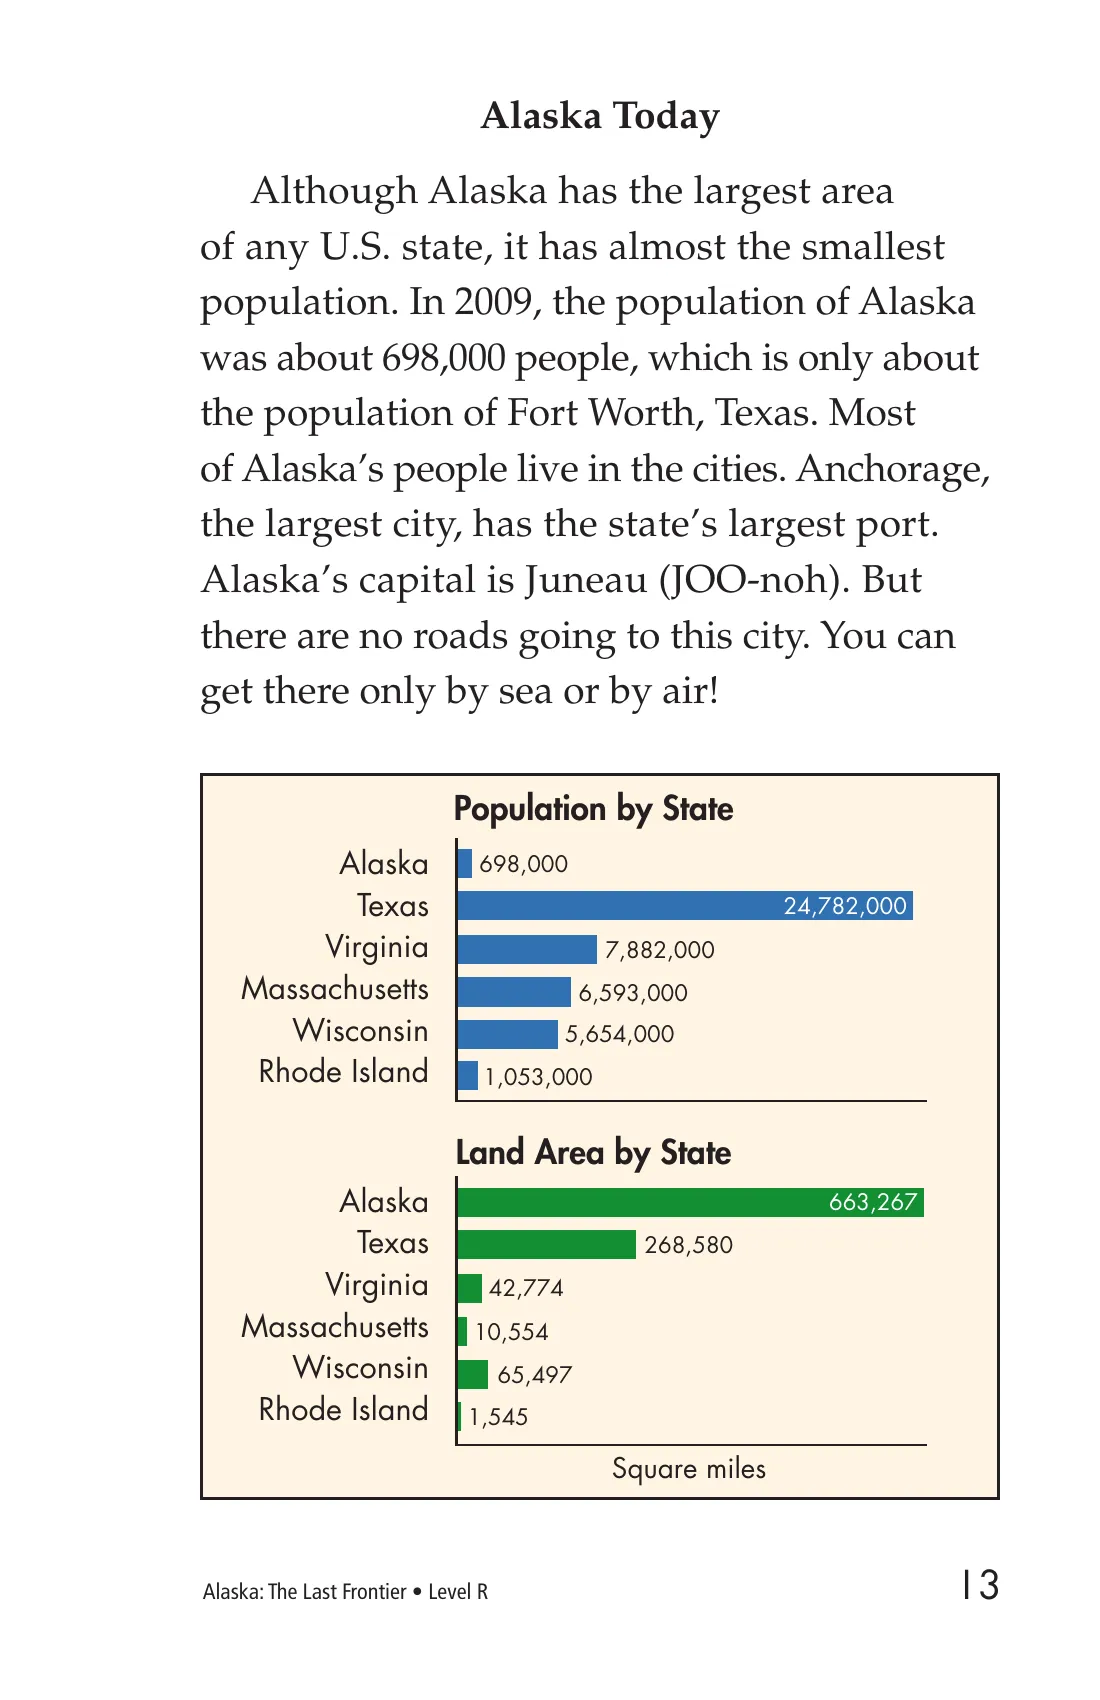 Alaska Today
Although Alaska has the largest area
of any U.S. state, it has almost the smallest
population. In 2009, the population of Alaska
was about 698,000 people, which is only about
the population of Fort Worth, Texas. Most
of Alaska’s people live in the cities. Anchorage,
the largest city, has the state’s largest port.
Alaska’s capital is Juneau (JOO-noh). But
there are no roads going to this city. You can
get there only by sea or by air!
Population by State
Alaska 698,000
Texas 24,782,000
Virginia 7,882,000
Massachusetts 6,593,000
Wisconsin 5,654,000
Rhode Island 1,053,000
Land Area by State
Alaska 663,267
Texas 268,580
Virginia 42,774
Massachusetts 10,554
Wisconsin 65,497
Rhode Island 1,545
Square miles
Alaska: The Last Frontier • Level R 13